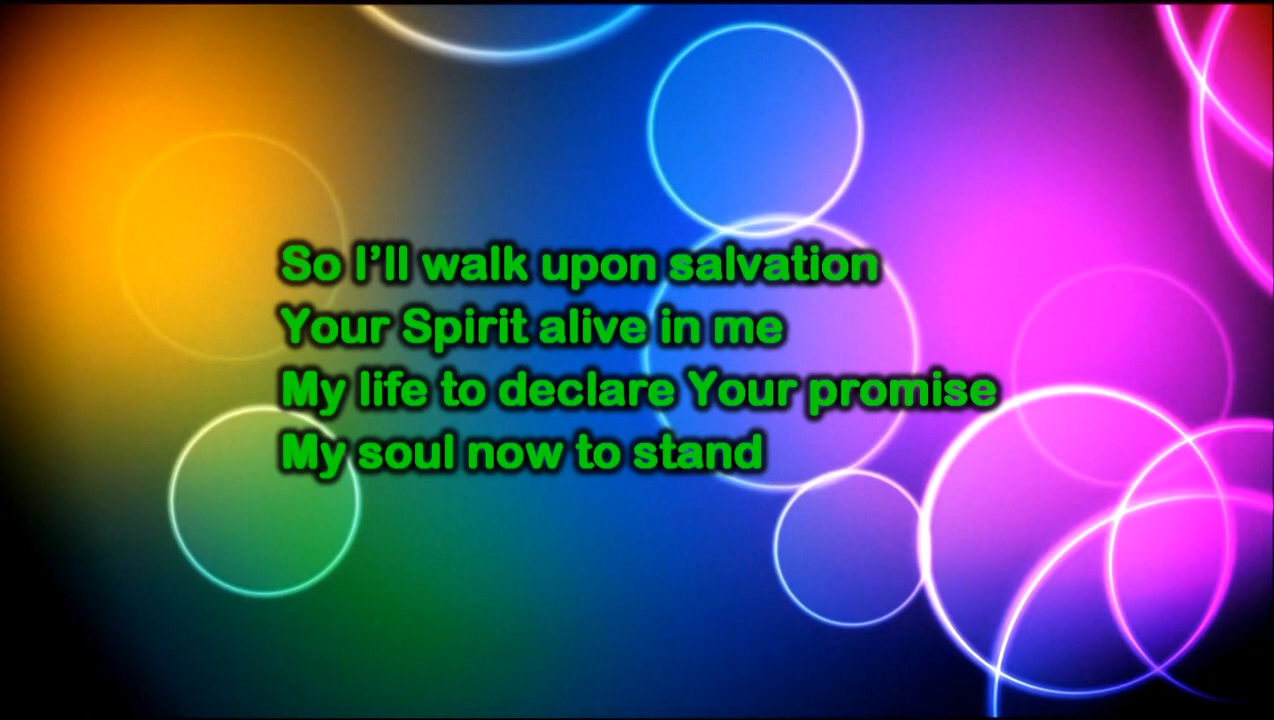 So I’ll walk upon salvation
Your Spirit alive in me
My life to declare Your promise
My soul now to stand